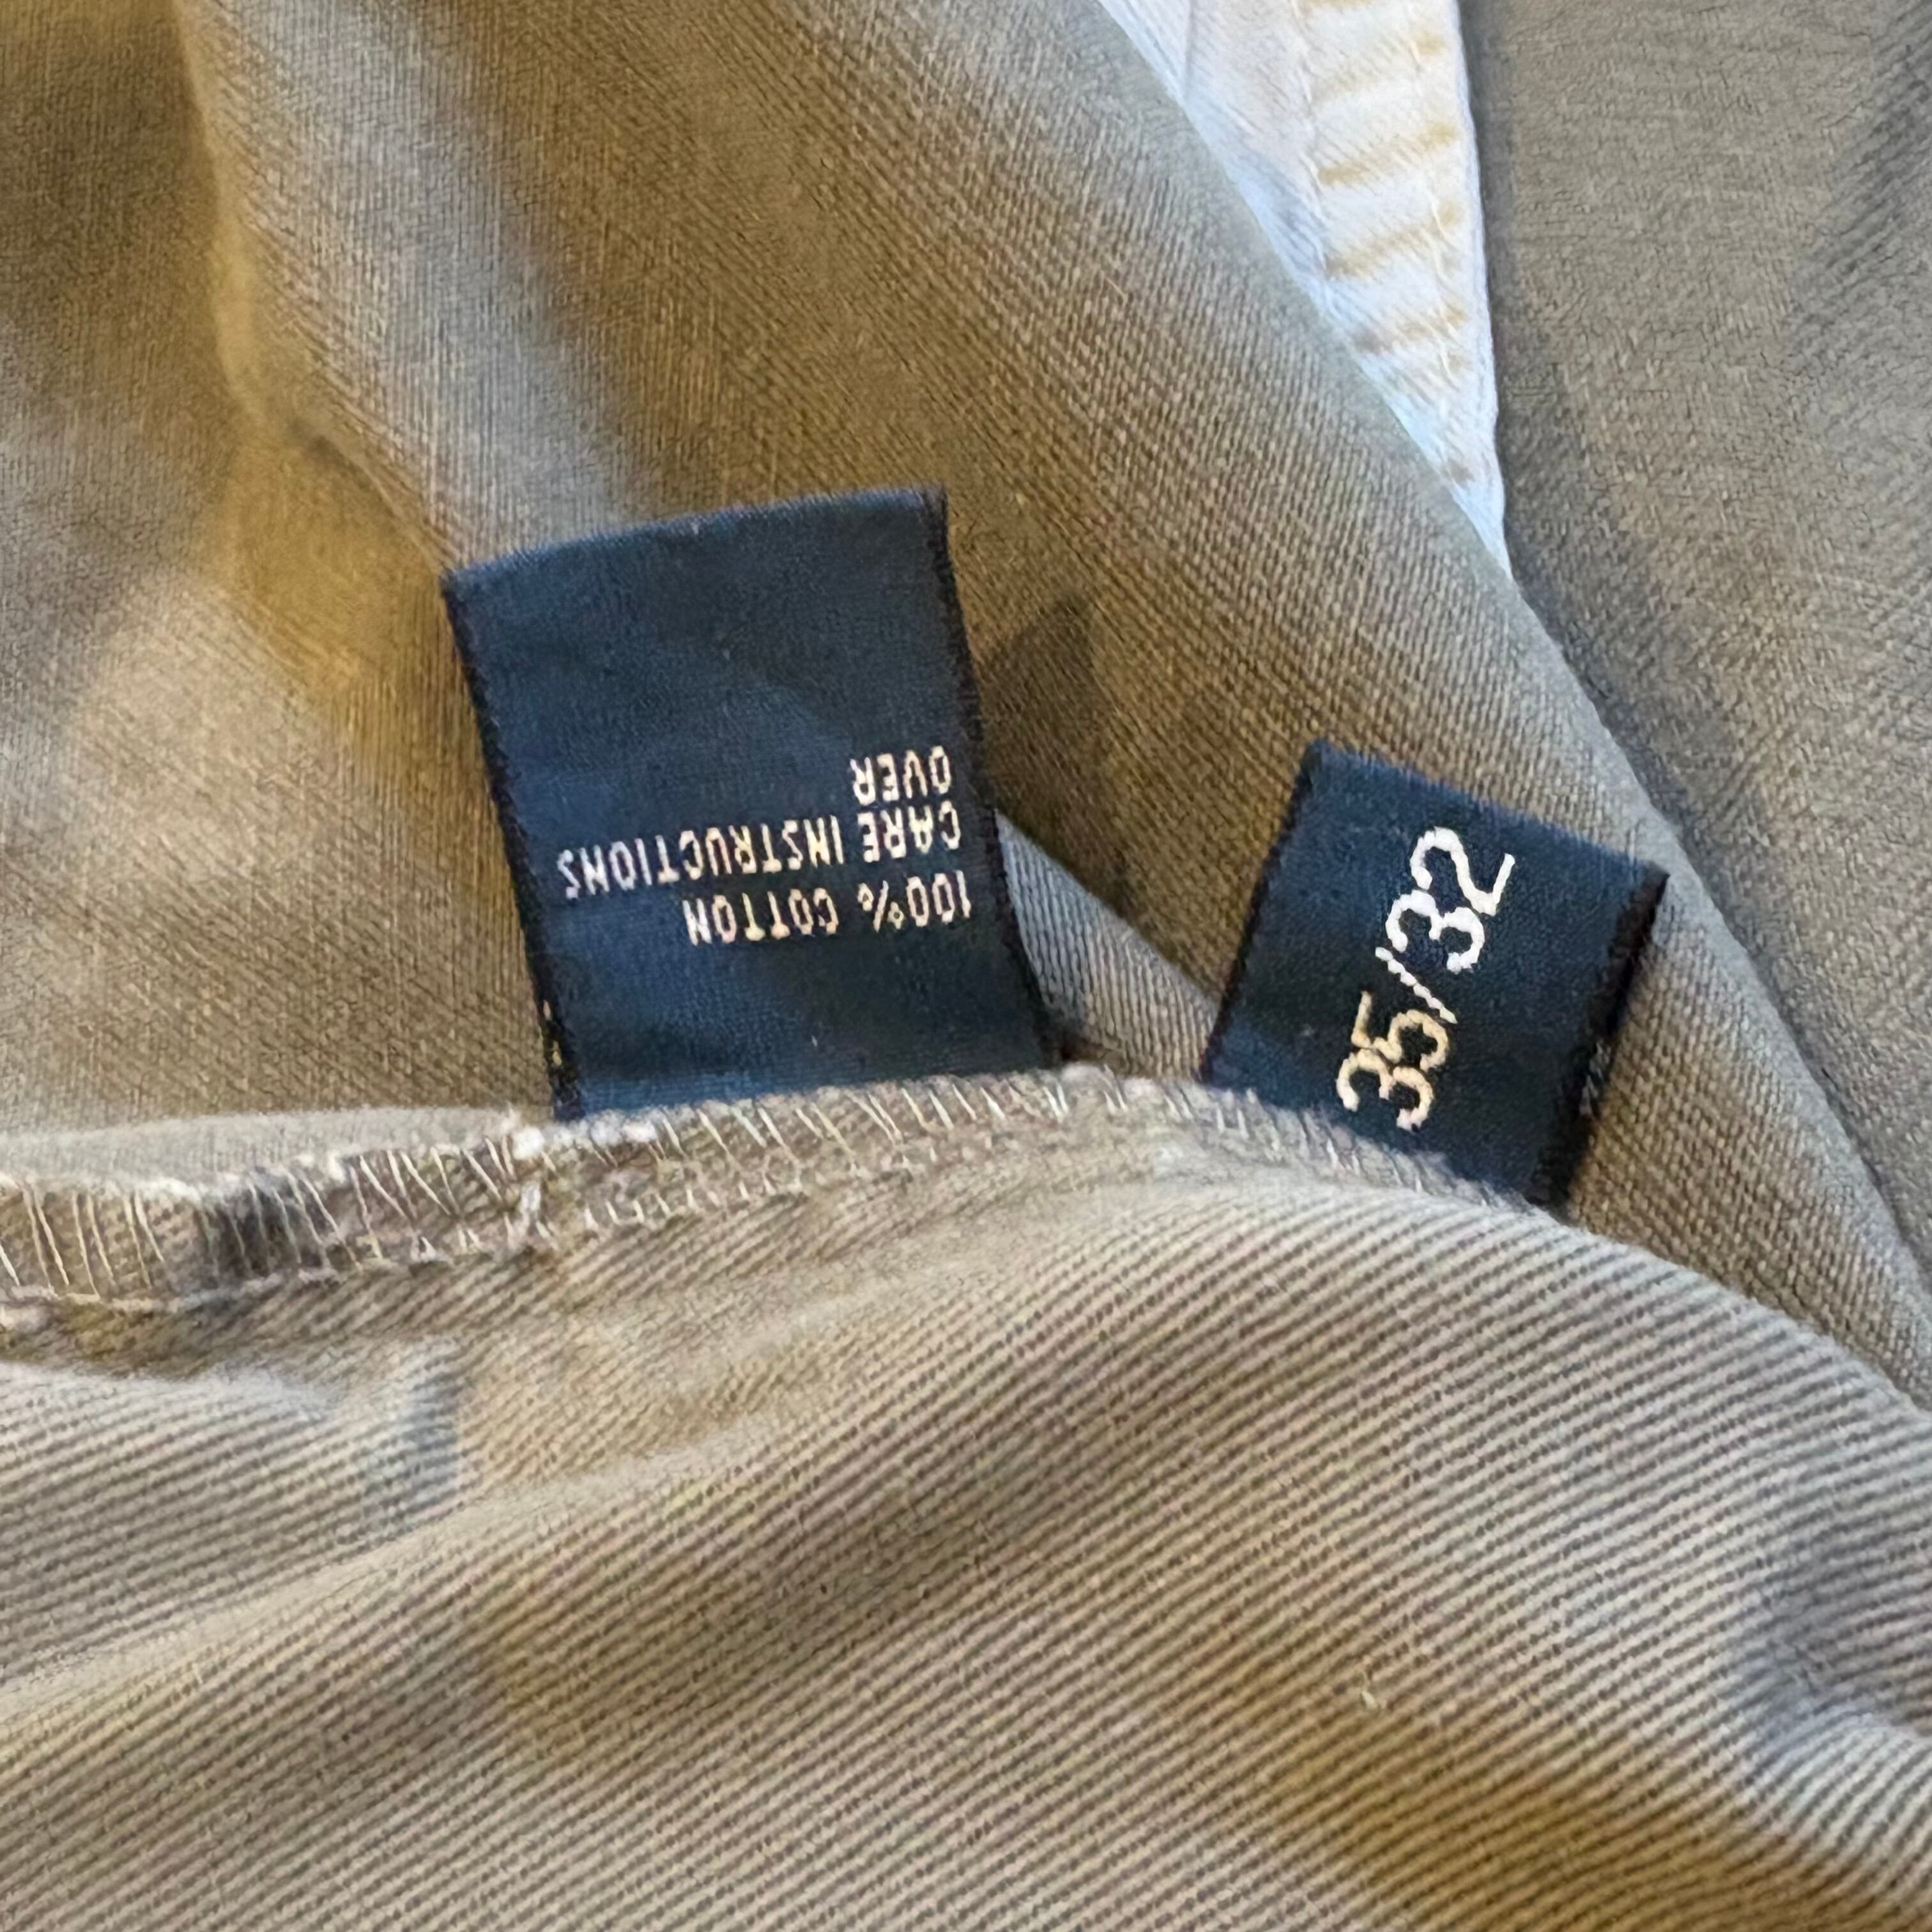 100% COTTON
CARE INSTRUCTIONS
OVER
35/32